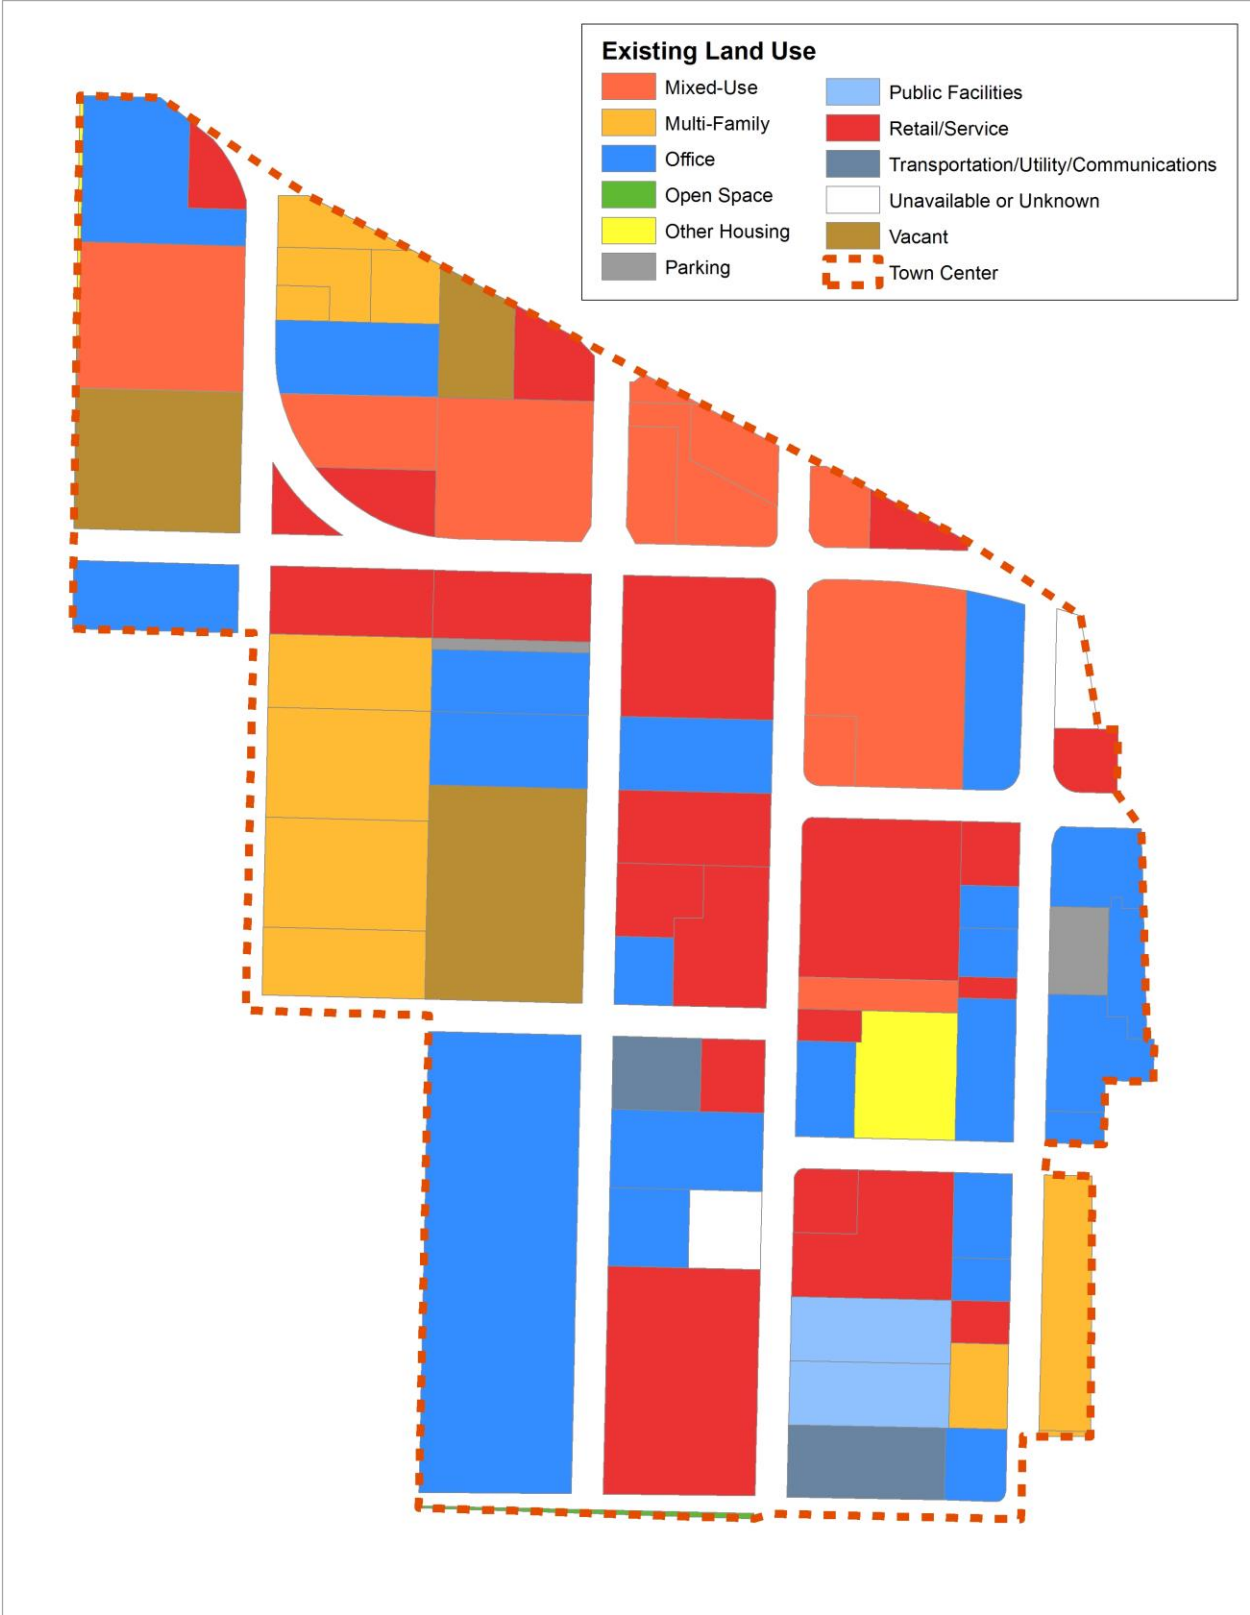 Existing Land Use
Mixed-Use
Multi-Family
Office
Open Space
Other Housing
Parking
Public Facilities
Retail/Service
Transportation/Utility/Communications
Unavailable or Unknown
Vacant
Town Center